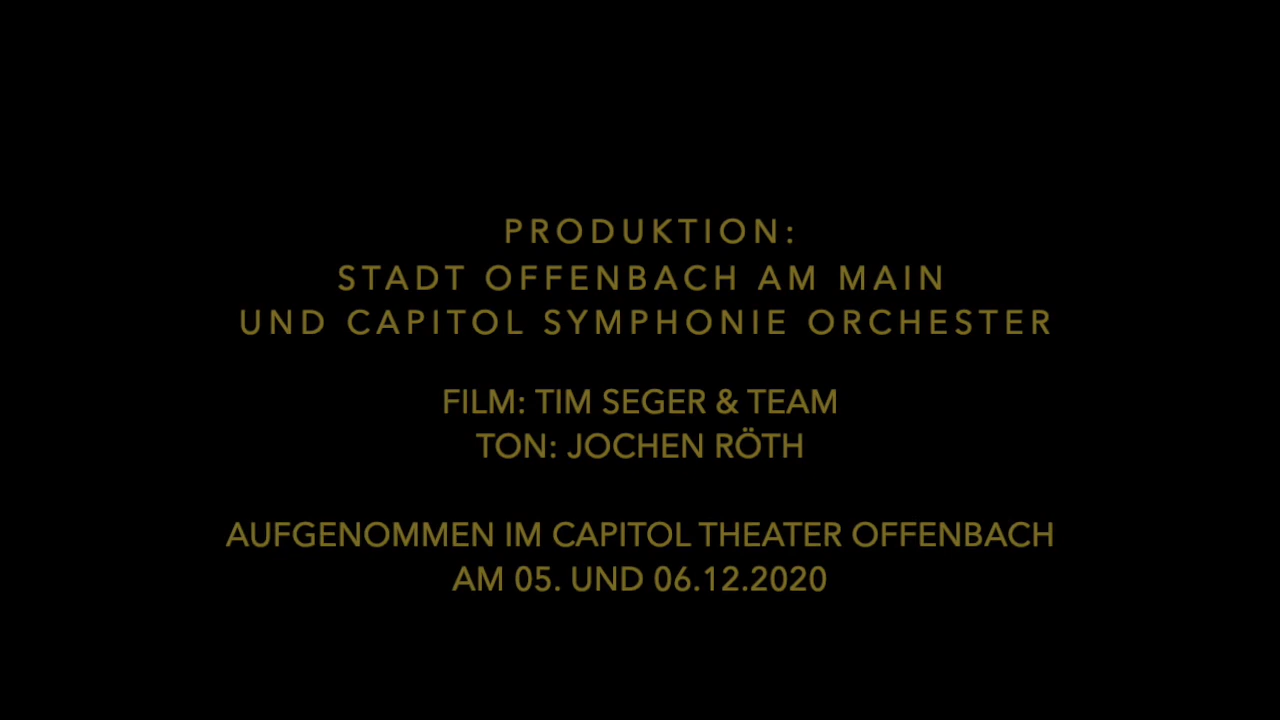 PRODUKTION:
STADT OFFENBACH AM MAIN
UND CAPITOL SYMPHONIE ORCHESTER
FILM: TIM SEGER & TEAM
TON: JOCHEN RÖTH
AUFGENOMMEN IM CAPITOL THEATER OFFENBACH
AM 05. UND 06.12.2020